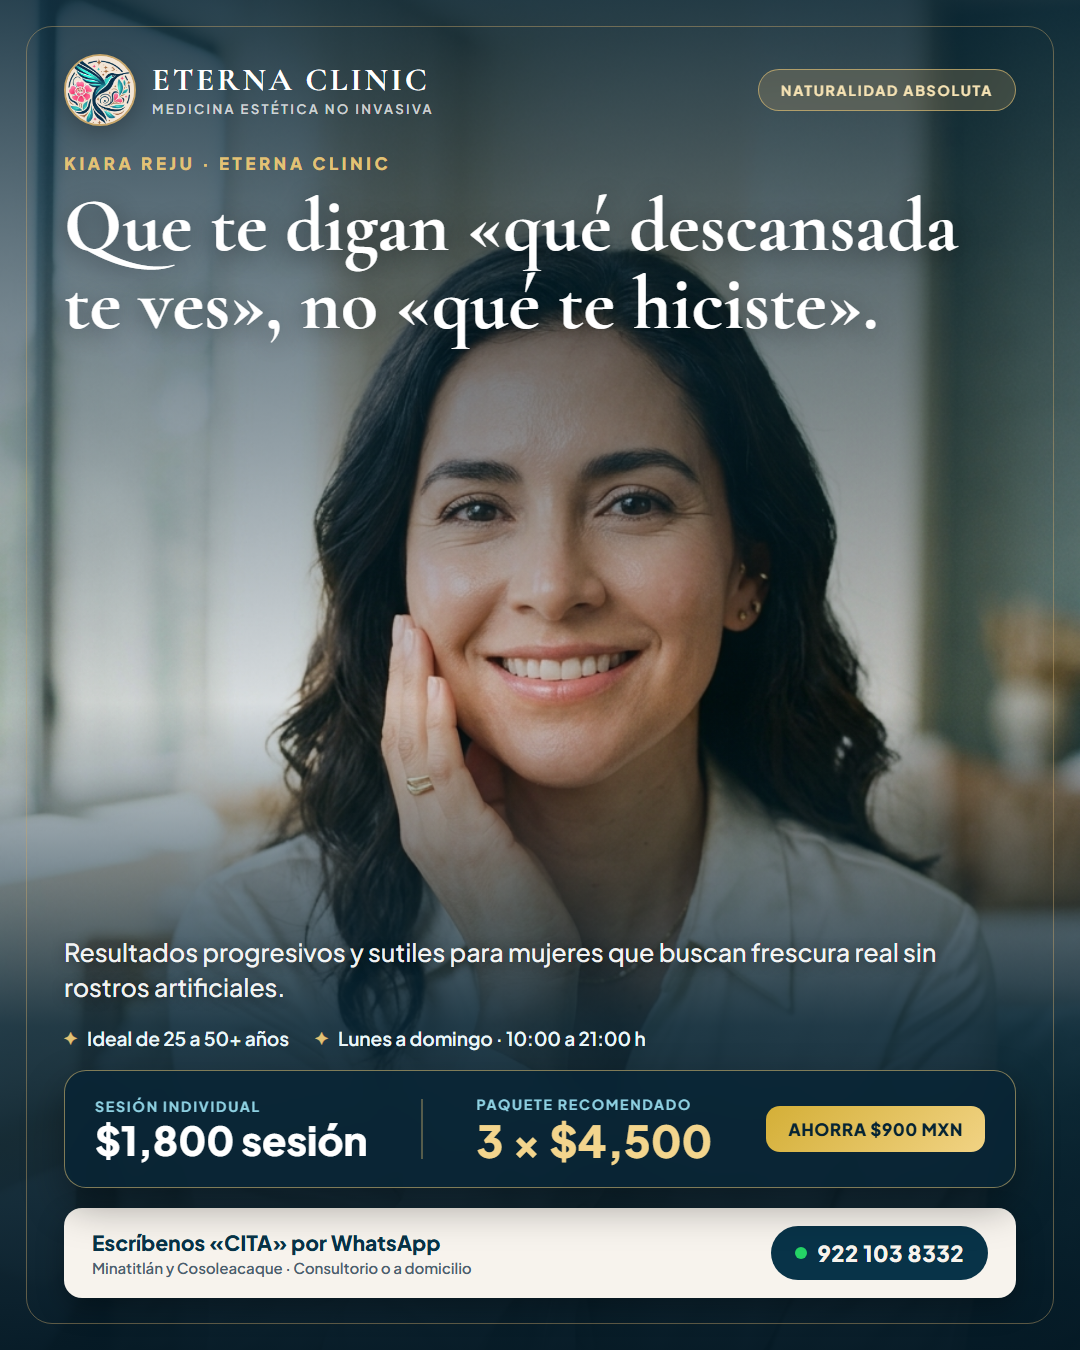 ETERNA CLINIC
MEDICINA ESTÉTICA NO INVASIVA
NATURALIDAD ABSOLUTA
KIARA REJU · ETERNA CLINIC
Que te digan «qué descansada
te ves», no «qué te hiciste».
Resultados progresivos y sutiles para mujeres que buscan frescura real sin
rostros artificiales.
✦ Ideal de 25 a 50+ años ✦ Lunes a domingo · 10:00 a 21:00 h
SESIÓN INDIVIDUAL
$1,800 sesión
PAQUETE RECOMENDADO
3 × $4,500
AHORRA $900 MXN
Escríbenos «CITA» por WhatsApp
Minatitlán y Cosoleacaque · Consultorio o a domicilio
922 103 8332